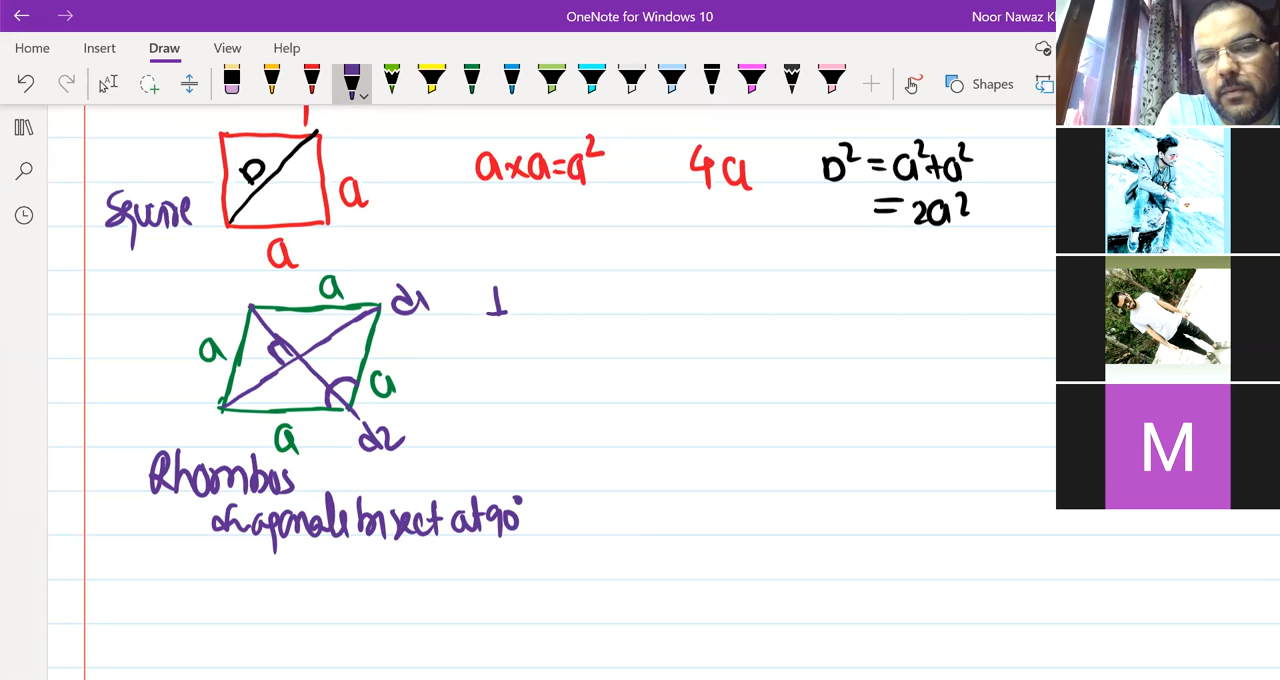 OneNote for Windows 10
Noor Nawaz Kh
Home Insert Draw View Help
Shapes
D
Square
a
a
a×a=a²
4a
D² = a²+a²
= 2a²
a
a
a
a
d1
d2
1
Rhombus
diagonals bisect at 90°
M